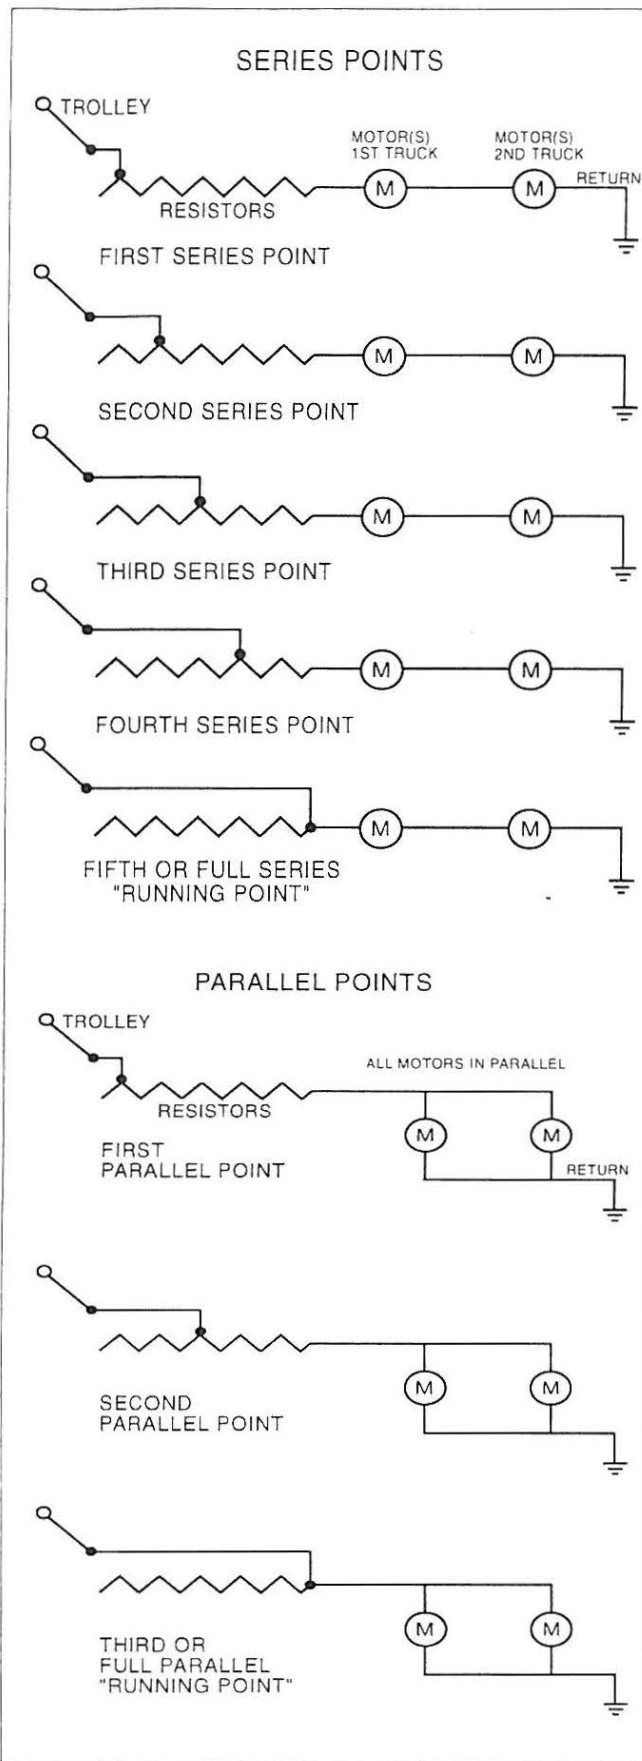 SERIES POINTS
TROLLEY
MOTOR(S)
1ST TRUCK
MOTOR(S)
2ND TRUCK
M
M
RETURN
RESISTORS
FIRST SERIES POINT
M
M
SECOND SERIES POINT
M
M
THIRD SERIES POINT
M
M
FOURTH SERIES POINT
M
M
FIFTH OR FULL SERIES
"RUNNING POINT"
PARALLEL POINTS
TROLLEY
ALL MOTORS IN PARALLEL
RESISTORS
M
M
FIRST
PARALLEL POINT
RETURN
M
M
SECOND
PARALLEL POINT
M
M
THIRD OR
FULL PARALLEL
"RUNNING POINT"